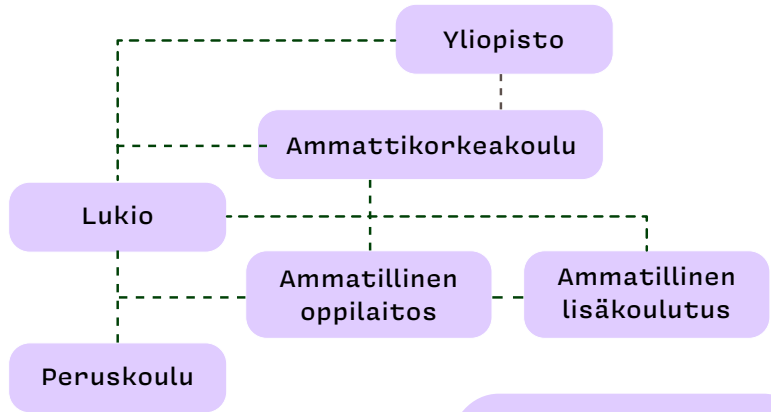 Yliopisto
Ammattikorkeakoulu
Lukio
Ammatillinen
oppilaitos
Ammatillinen
lisäkoulutus
Peruskoulu